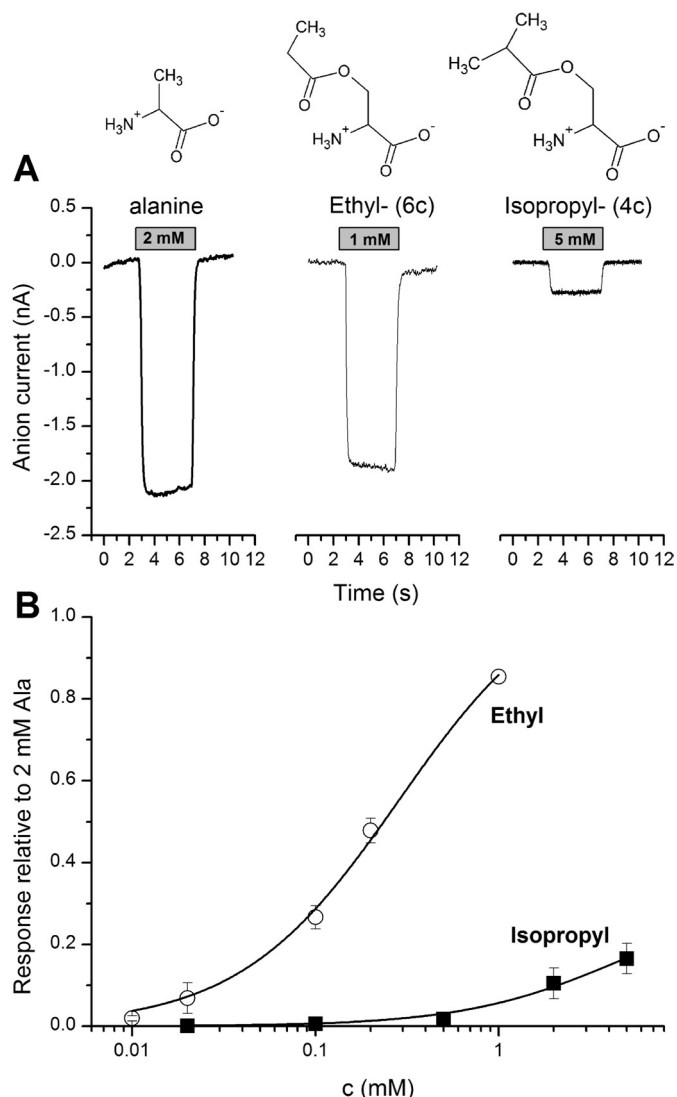 CH3
H3N+
O-
O
CH3
O
O
H3N+
O-
O
CH3
H3C
O
O
H3N+
O-
O
A
alanine
Ethyl- (6c)
Isopropyl- (4c)
2 mM
1 mM
5 mM
Anion current (nA)
0.5
0.0
-0.5
-1.0
-1.5
-2.0
-2.5
0 2 4 6 8 10 12
0 2 4 6 8 10 12
0 2 4 6 8 10 12
Time (s)
B
Response relative to 2 mM Ala
1.0
0.8
0.6
0.4
0.2
0.0
Ethyl
Isopropyl
0.01 0.1 1
c (mM)